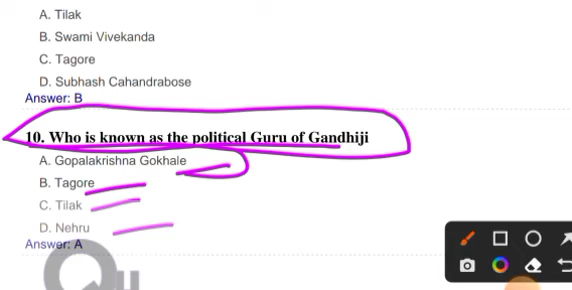 A. Tilak
B. Swami Vivekanda
C. Tagore
D. Subhash Cahandrabose
Answer: B
10. Who is known as the political Guru of Gandhiji
A. Gopalakrishna Gokhale
B. Tagore
C. Tilak
D. Nehru
Answer: A